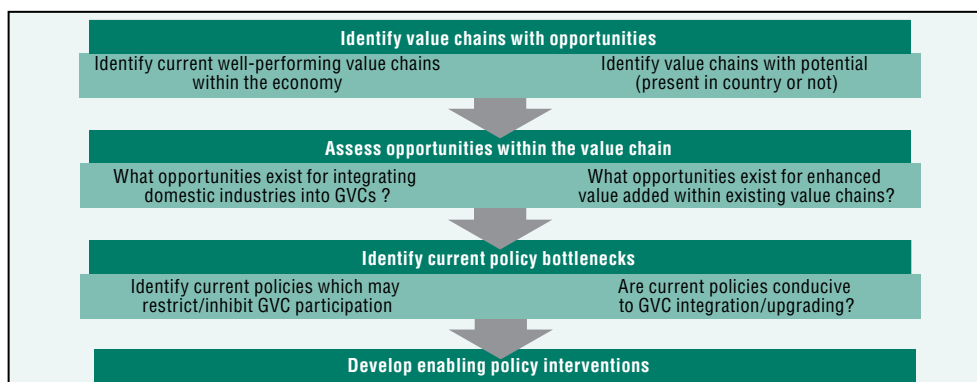 Identify value chains with opportunities
Identify current well-performing value chains
within the economy
Identify value chains with potential
(present in country or not)
Assess opportunities within the value chain
What opportunities exist for integrating
domestic industries into GVCs ?
What opportunities exist for enhanced
value added within existing value chains?
Identify current policy bottlenecks
Identify current policies which may
restrict/inhibit GVC participation
Are current policies conducive
to GVC integration/upgrading?
Develop enabling policy interventions